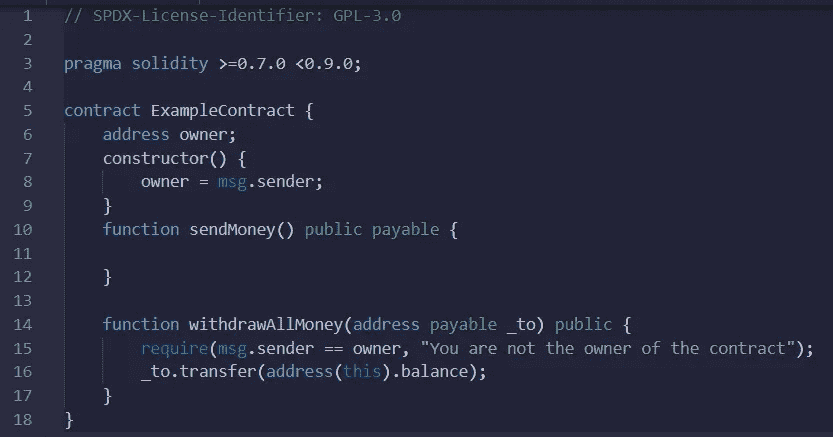 1 // SPDX-License-Identifier: GPL-3.0
2
3 pragma solidity >=0.7.0 <0.9.0;
4
5 contract ExampleContract {
6     address owner;
7     constructor() {
8         owner = msg.sender;
9     }
10     function sendMoney() public payable {
11
12     }
13
14     function withdrawAllMoney(address payable _to) public {
15         require(msg.sender == owner, "You are not the owner of the contract");
16         _to.transfer(address(this).balance);
17     }
18 }